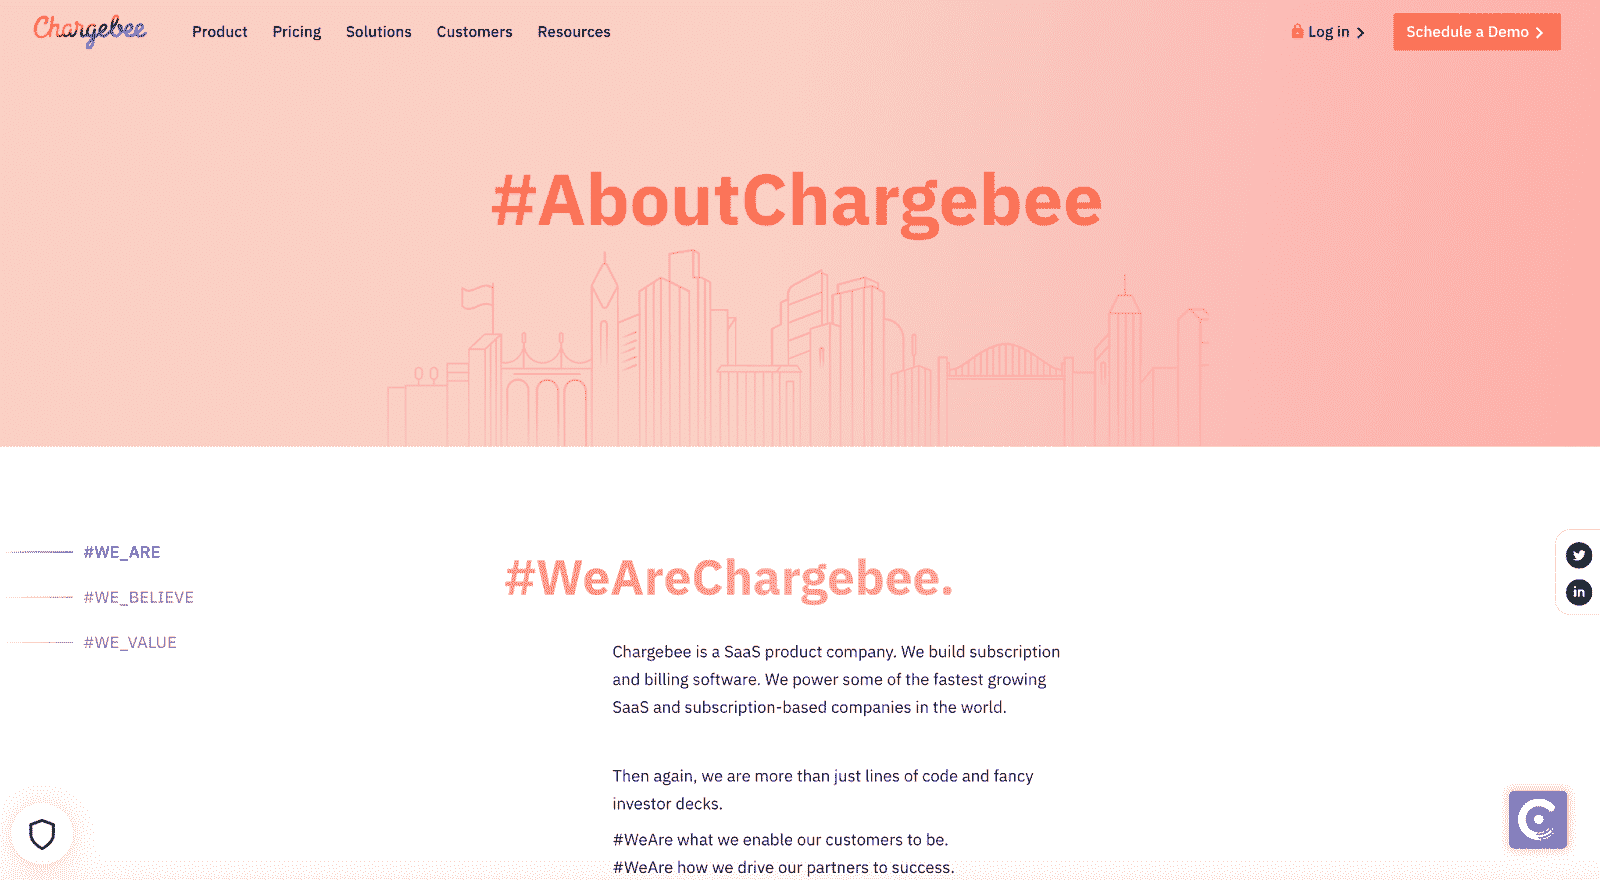 Chargebee Product Pricing Solutions Customers Resources Log in Schedule a Demo
#AboutChargebee
#WE_ARE
#WE_BELIEVE
#WE_VALUE
#WeAreChargebee.
Chargebee is a SaaS product company. We build subscription
and billing software. We power some of the fastest growing
SaaS and subscription-based companies in the world.
Then again, we are more than just lines of code and fancy
investor decks.
#WeAre what we enable our customers to be.
#WeAre how we drive our partners to success.
in